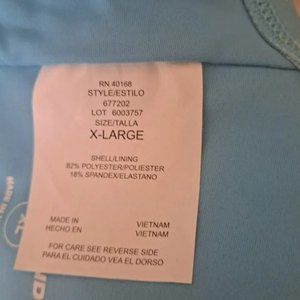 RN 40168
STYLE/ESTILO
677202
LOT 6003757
SIZE/TALLA
X-LARGE
SHELL/LINING
82% POLYESTER/POLIESTER
18% SPANDEX/ELASTANO
MADE IN VIETNAM
HECHO EN VIETNAM
FOR CARE SEE REVERSE SIDE
PARA EL CUIDADO VEA EL DORSO
XL